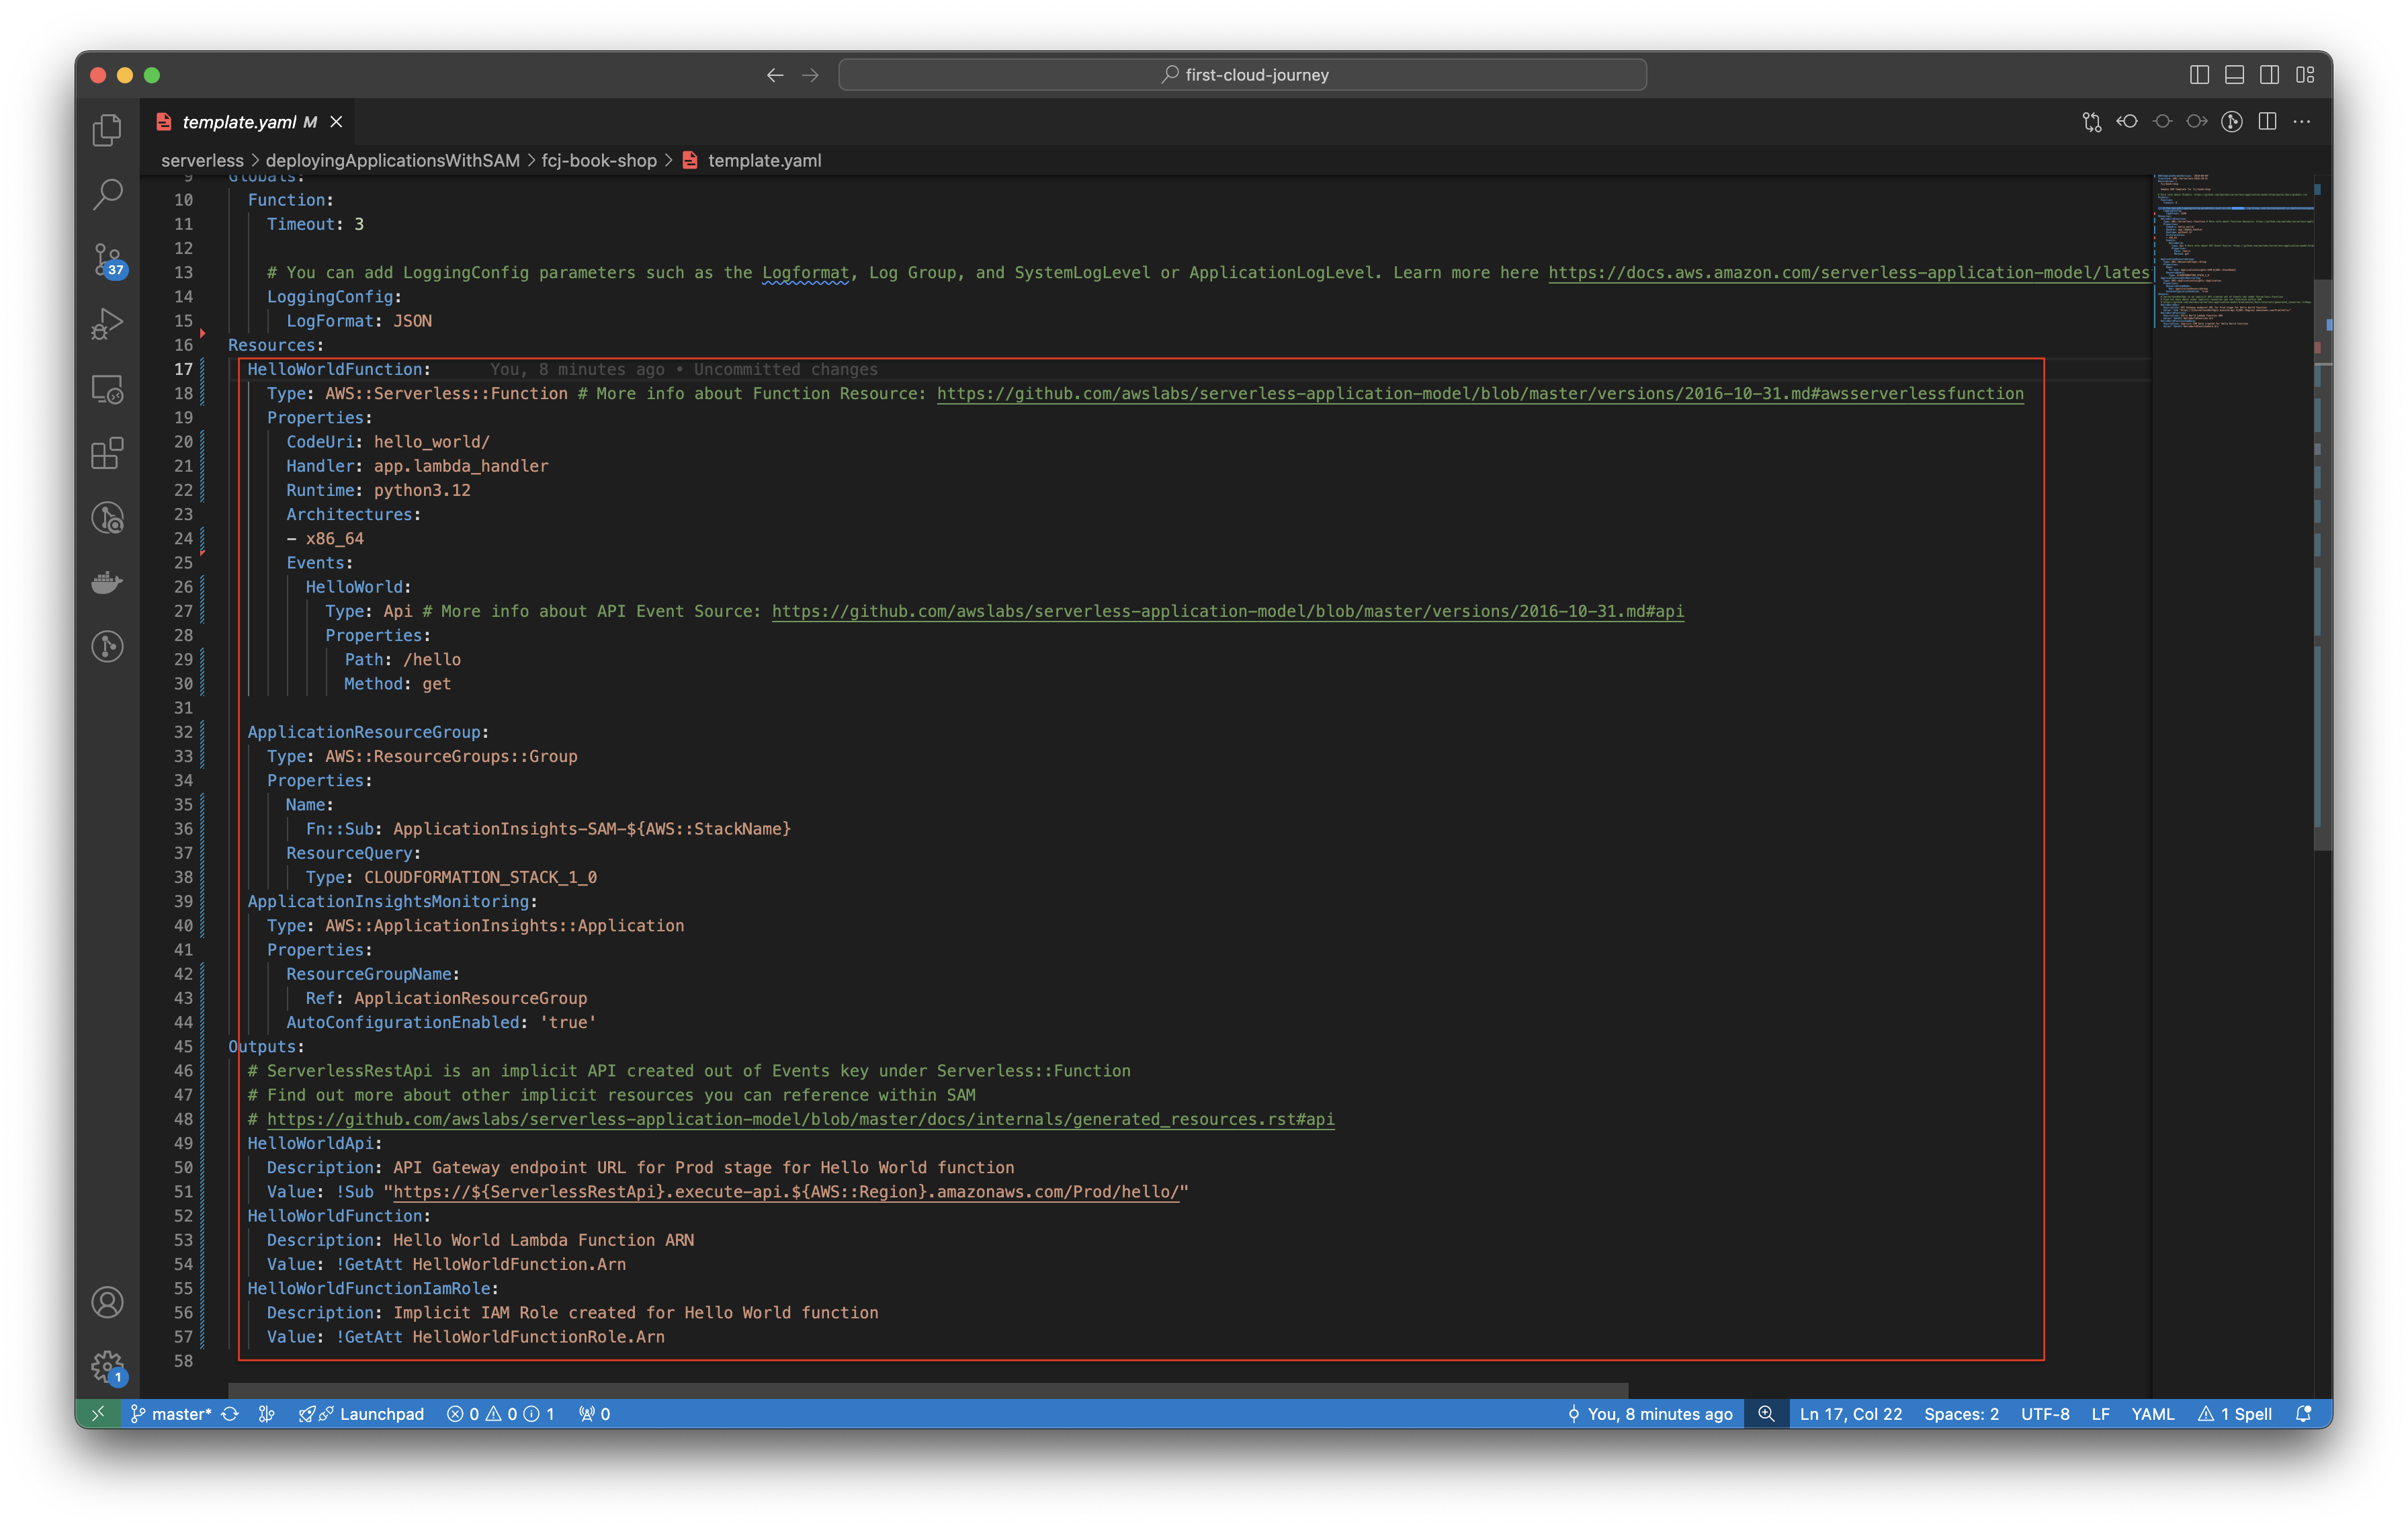 first-cloud-journey
template.yaml M
serverless > deployingApplicationsWithSAM > fcj-book-shop > template.yaml
9 Globals:
10 Function:
11 Timeout: 3
12
13 # You can add LoggingConfig parameters such as the Logformat, Log Group, and SystemLogLevel or ApplicationLogLevel. Learn more here https://docs.aws.amazon.com/serverless-application-model/lates
14 LoggingConfig:
15 LogFormat: JSON
16 Resources:
17 HelloWorldFunction: You, 8 minutes ago • Uncommitted changes
18 Type: AWS::Serverless::Function # More info about Function Resource: https://github.com/awslabs/serverless-application-model/blob/master/versions/2016-10-31.md#awsserverlessfunction
19 Properties:
20 CodeUri: hello_world/
21 Handler: app.lambda_handler
22 Runtime: python3.12
23 Architectures:
24 - x86_64
25 Events:
26 HelloWorld:
27 Type: Api # More info about API Event Source: https://github.com/awslabs/serverless-application-model/blob/master/versions/2016-10-31.md#api
28 Properties:
29 Path: /hello
30 Method: get
31
32 ApplicationResourceGroup:
33 Type: AWS::ResourceGroups::Group
34 Properties:
35 Name:
36 Fn::Sub: ApplicationInsights-SAM-${AWS::StackName}
37 ResourceQuery:
38 Type: CLOUDFORMATION_STACK_1_0
39 ApplicationInsightsMonitoring:
40 Type: AWS::ApplicationInsights::Application
41 Properties:
42 ResourceGroupName:
43 Ref: ApplicationResourceGroup
44 AutoConfigurationEnabled: 'true'
45 Outputs:
46 # ServerlessRestApi is an implicit API created out of Events key under Serverless::Function
47 # Find out more about other implicit resources you can reference within SAM
48 # https://github.com/awslabs/serverless-application-model/blob/master/docs/internals/generated_resources.rst#api
49 HelloWorldApi:
50 Description: API Gateway endpoint URL for Prod stage for Hello World function
51 Value: !Sub "https://${ServerlessRestApi}.execute-api.${AWS::Region}.amazonaws.com/Prod/hello/"
52 HelloWorldFunction:
53 Description: Hello World Lambda Function ARN
54 Value: !GetAtt HelloWorldFunction.Arn
55 HelloWorldFunctionIamRole:
56 Description: Implicit IAM Role created for Hello World function
57 Value: !GetAtt HelloWorldFunctionRole.Arn
58
37
1
master* Launchpad 0 0 1 0 You, 8 minutes ago Ln 17, Col 22 Spaces: 2 UTF-8 LF YAML 1 Spell